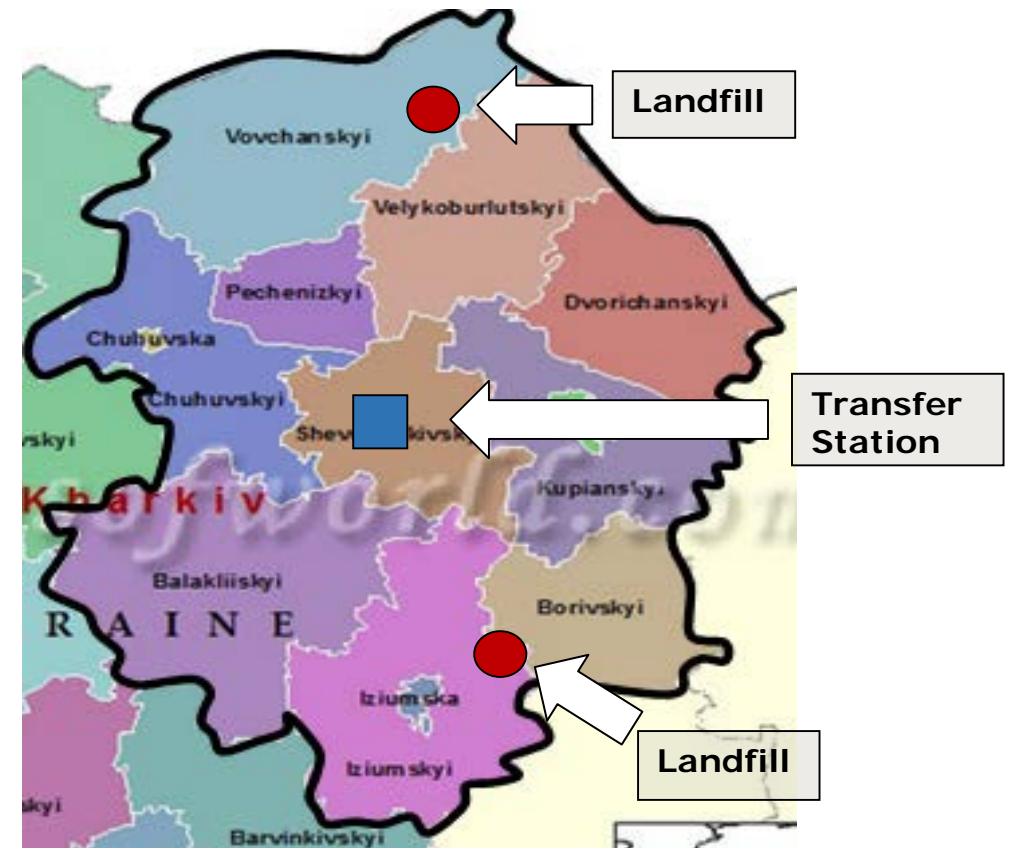 Landfill
Vovchanskyi
Velykoburlutskyi
Pechenizkyi
Dvorichanskyi
Chuhuvska
Chuhuvskyi
Transfer
Station
vskyi
Kupianskyi
Kharkiv
Balakliiskyi
Borivskyi
RAINE
Iziumska
Landfill
Iziumskyi
skyi
Barvinkivskyi